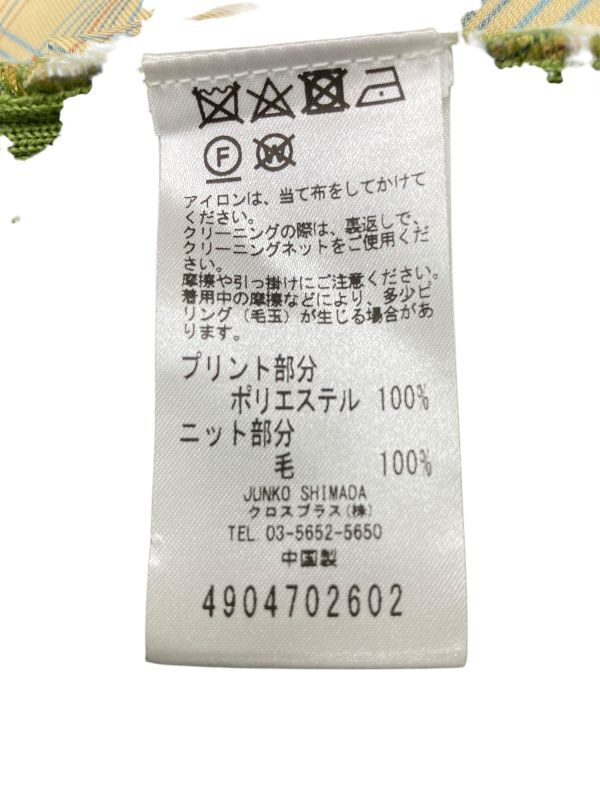 F W
アイロンは、当て布をしてかけて
ください。
クリーニングの際は、裏返しで、
クリーニングネットをご使用くだ
さい。
摩擦や引っ掛けにご注意ください。
着用中の摩擦などにより、多少ピ
リング(毛玉)が生じる場合があ
ります。
プリント部分
ポリエステル 100%
ニット部分
毛 100%
JUNKO SHIMADA
クロスプラス(株)
TEL. 03-5652-5650
中国製
4904702602